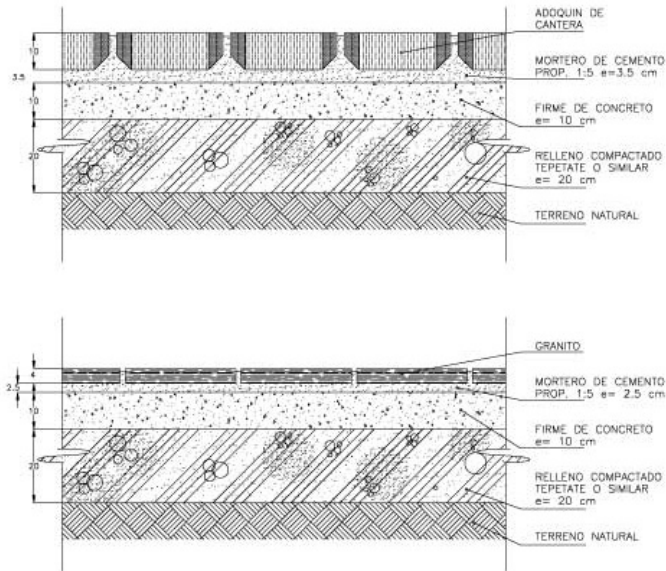 ADOQUIN DE
CANTERA
10
MORTERO DE CEMENTO
PROP. 1:5 e=3.5 cm
3.5
10
FIRME DE CONCRETO
e= 10 cm
20
RELLENO COMPACTADO
TEPETATE O SIMILAR
e= 20 cm
TERRENO NATURAL
GRANITO
4
MORTERO DE CEMENTO
PROP. 1:5 e= 2.5 cm
2.5
10
FIRME DE CONCRETO
e= 10 cm
20
RELLENO COMPACTADO
TEPETATE O SIMILAR
e= 20 cm
TERRENO NATURAL